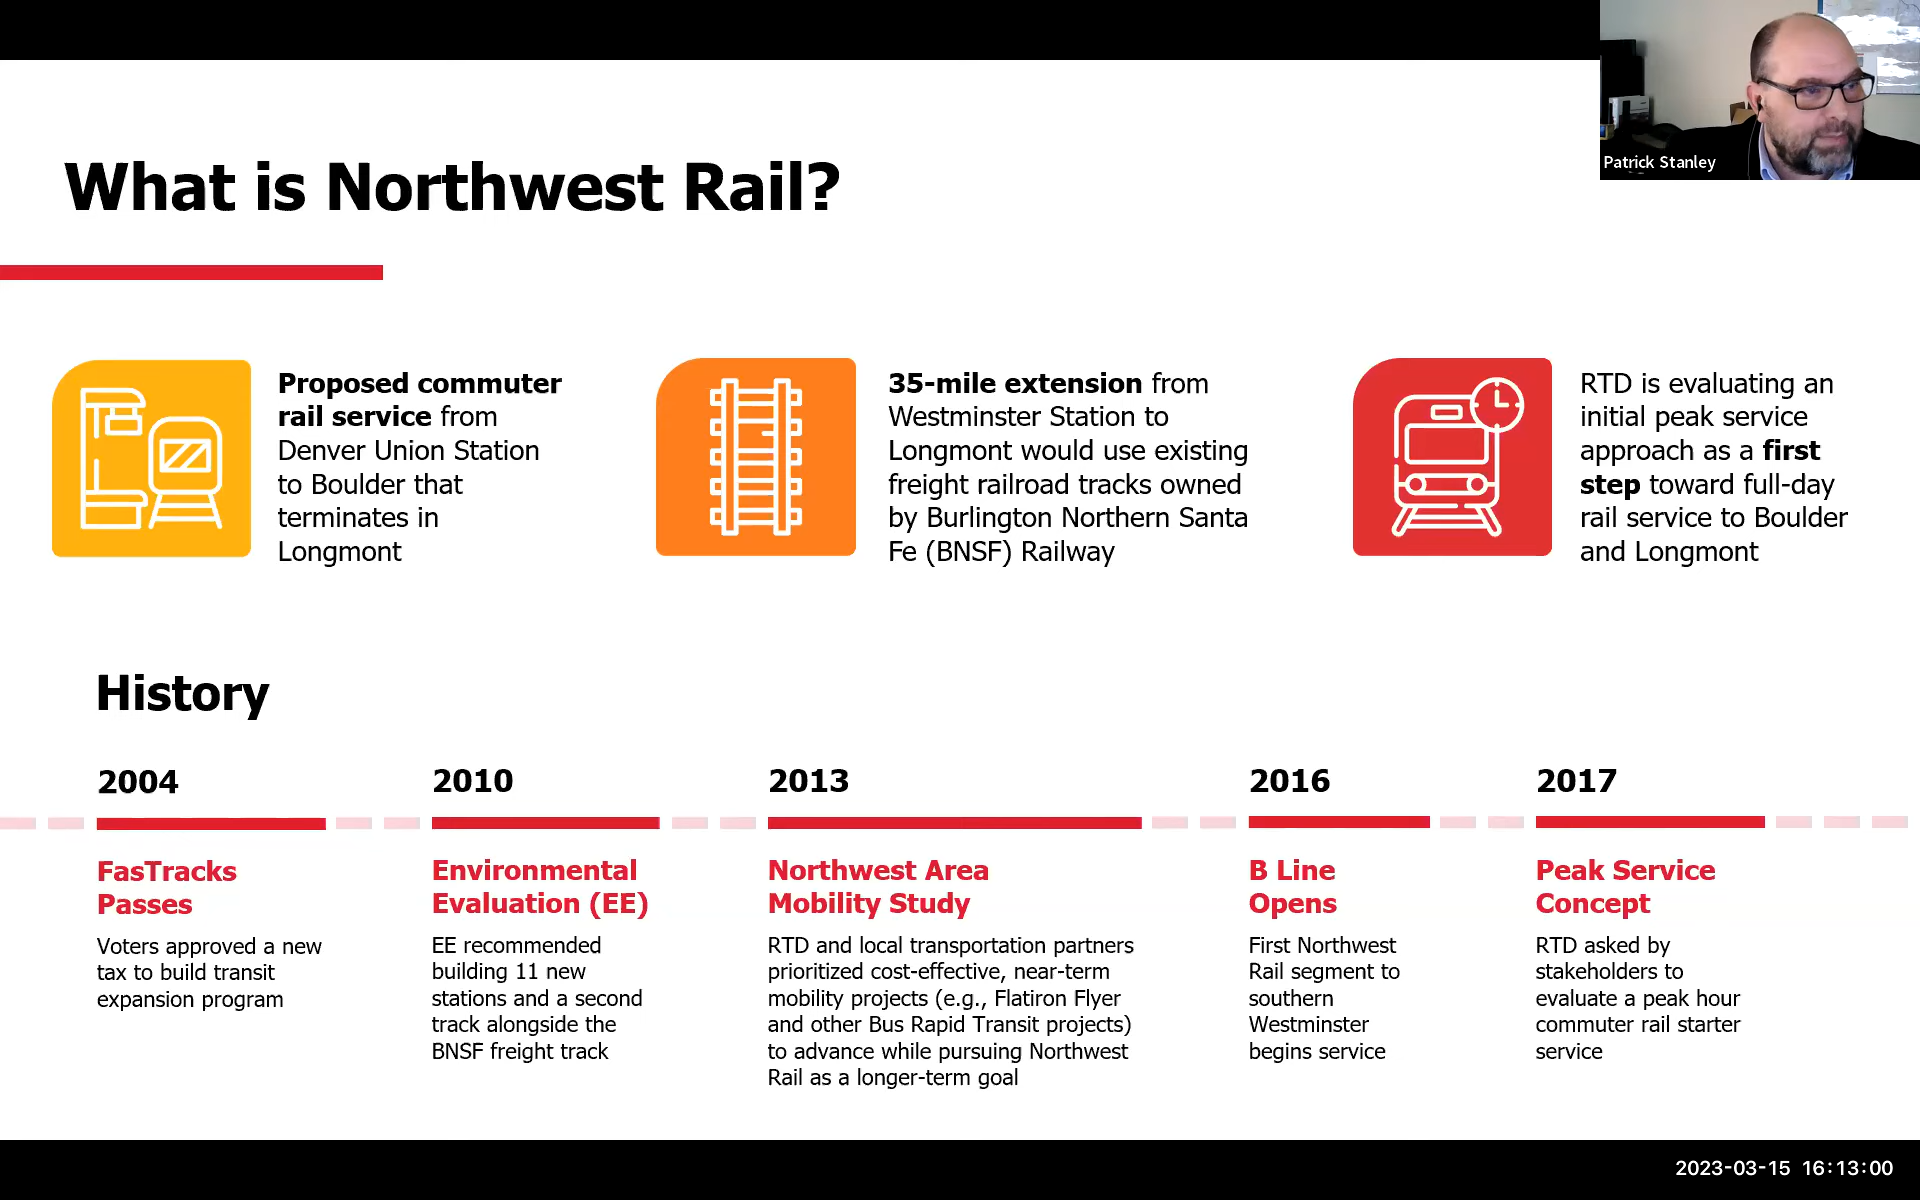 Patrick Stanley
What is Northwest Rail?
Proposed commuter
rail service from
Denver Union Station
to Boulder that
terminates in
Longmont
35-mile extension from
Westminster Station to
Longmont would use existing
freight railroad tracks owned
by Burlington Northern Santa
Fe (BNSF) Railway
RTD is evaluating an
initial peak service
approach as a first
step toward full-day
rail service to Boulder
and Longmont
History
2004
FasTracks
Passes
Voters approved a new
tax to build transit
expansion program
2010
Environmental
Evaluation (EE)
EE recommended
building 11 new
stations and a second
track alongside the
BNSF freight track
2013
Northwest Area
Mobility Study
RTD and local transportation partners
prioritized cost-effective, near-term
mobility projects (e.g., Flatiron Flyer
and other Bus Rapid Transit projects)
to advance while pursuing Northwest
Rail as a longer-term goal
2016
B Line
Opens
First Northwest
Rail segment to
southern
Westminster
begins service
2017
Peak Service
Concept
RTD asked by
stakeholders to
evaluate a peak hour
commuter rail starter
service
2023-03-15 16:13:00